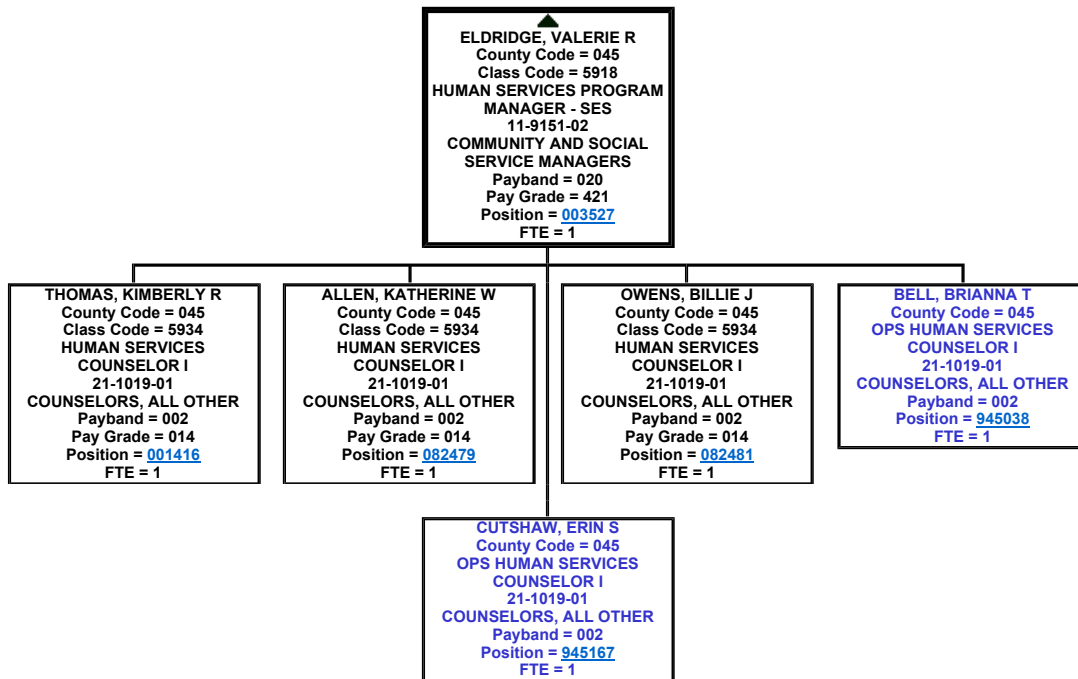 ELDRIDGE, VALERIE R
County Code = 045
Class Code = 5918
HUMAN SERVICES PROGRAM
MANAGER - SES
11-9151-02
COMMUNITY AND SOCIAL
SERVICE MANAGERS
Payband = 020
Pay Grade = 421
Position = 003527
FTE = 1
THOMAS, KIMBERLY R
County Code = 045
Class Code = 5934
HUMAN SERVICES
COUNSELOR I
21-1019-01
COUNSELORS, ALL OTHER
Payband = 002
Pay Grade = 014
Position = 001416
FTE = 1
ALLEN, KATHERINE W
County Code = 045
Class Code = 5934
HUMAN SERVICES
COUNSELOR I
21-1019-01
COUNSELORS, ALL OTHER
Payband = 002
Pay Grade = 014
Position = 082479
FTE = 1
OWENS, BILLIE J
County Code = 045
Class Code = 5934
HUMAN SERVICES
COUNSELOR I
21-1019-01
COUNSELORS, ALL OTHER
Payband = 002
Pay Grade = 014
Position = 082481
FTE = 1
BELL, BRIANNA T
County Code = 045
OPS HUMAN SERVICES
COUNSELOR I
21-1019-01
COUNSELORS, ALL OTHER
Payband = 002
Position = 945038
FTE = 1
CUTSHAW, ERIN S
County Code = 045
OPS HUMAN SERVICES
COUNSELOR I
21-1019-01
COUNSELORS, ALL OTHER
Payband = 002
Position = 945167
FTE = 1